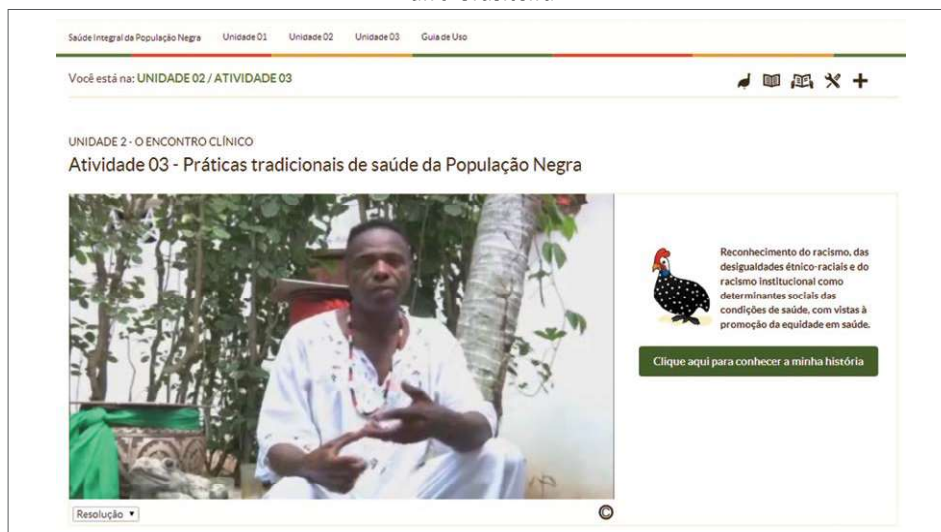 Saúde Integral da População Negra Unidade 01 Unidade 02 Unidade 03 Guia de Uso
Você está na: UNIDADE 02 / ATIVIDADE 03
UNIDADE 2 - O ENCONTRO CLÍNICO
Atividade 03 - Práticas tradicionais de saúde da População Negra
Reconhecimento do racismo, das
desigualdades étnico-raciais e do
racismo institucional como
determinantes sociais das
condições de saúde, com vistas à
promoção da equidade em saúde.
Clique aqui para conhecer a minha história
Resolução
©